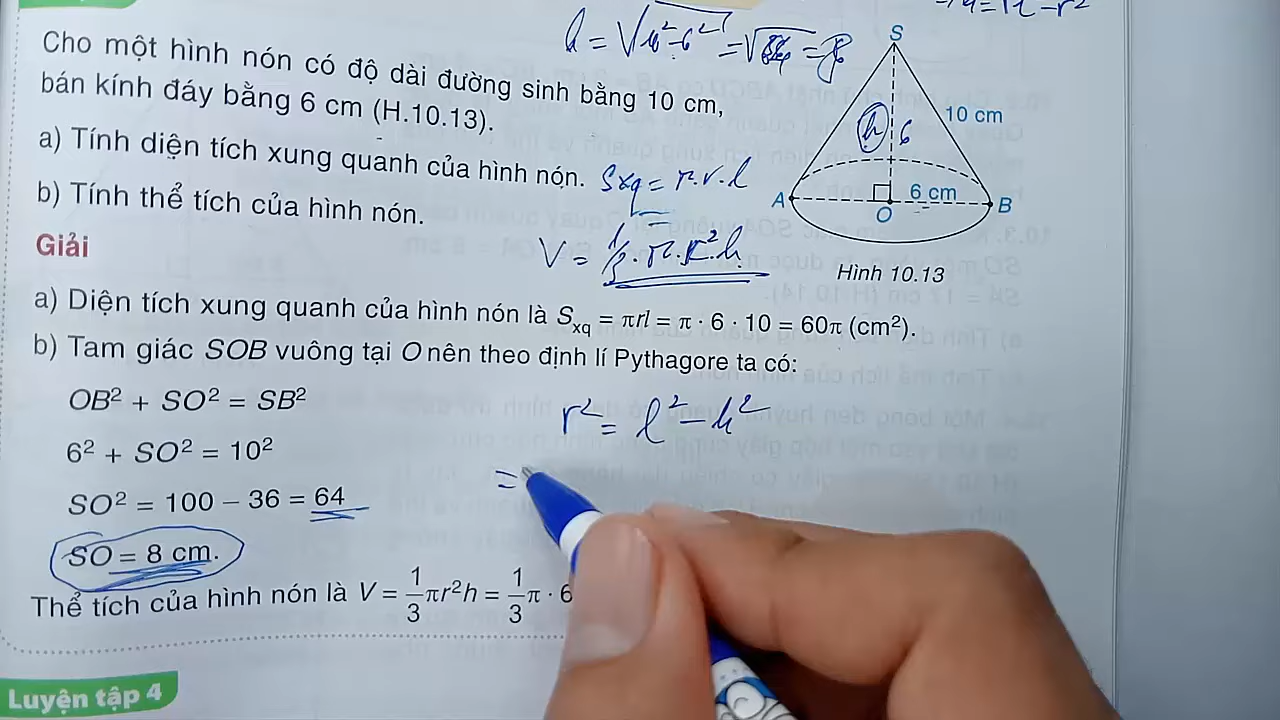 Cho một hình nón có độ dài đường sinh bằng 10 cm,
bán kính đáy bằng 6 cm (H.10.13).
a) Tính diện tích xung quanh của hình nón.
b) Tính thể tích của hình nón.
Sxq = π.r.l
V = 1/3.π.r².h
S
10 cm
h 6
A
6 cm
O
B
Hình 10.13
Giải
a) Diện tích xung quanh của hình nón là Sxq = πrl = π · 6 · 10 = 60π (cm²).
b) Tam giác SOB vuông tại O nên theo định lí Pythagore ta có:
OB² + SO² = SB²
6² + SO² = 10²
SO² = 100 – 36 = 64
SO = 8 cm.
r² = l² – h²
=
Thể tích của hình nón là V = 1/3 πr²h = 1/3 π · 6
Luyện tập 4